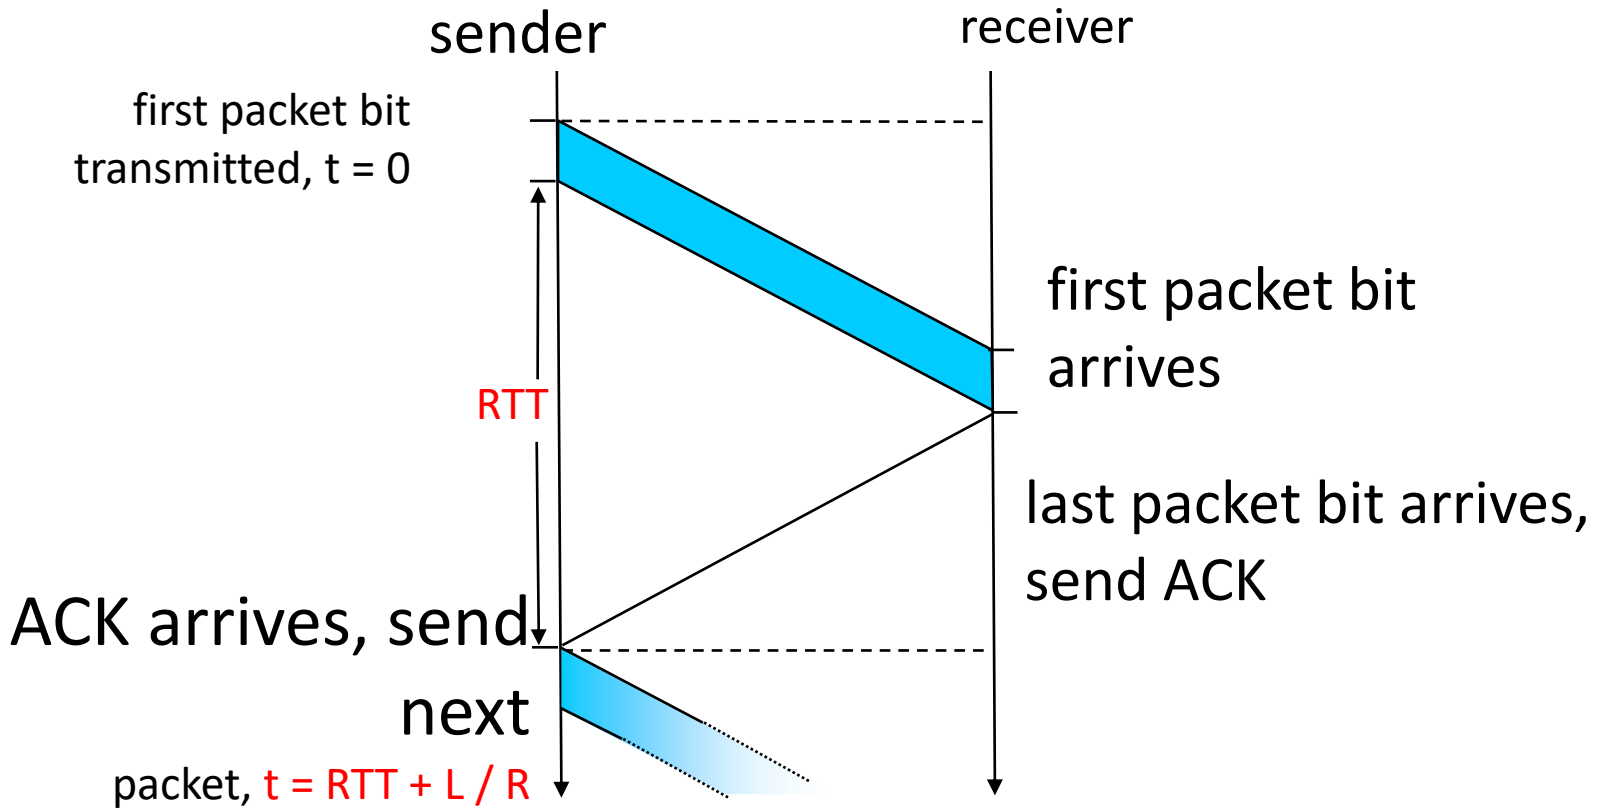 sender
receiver
first packet bit
transmitted, t = 0
first packet bit
arrives
RTT
last packet bit arrives,
send ACK
ACK arrives, send
next
packet, t = RTT + L / R